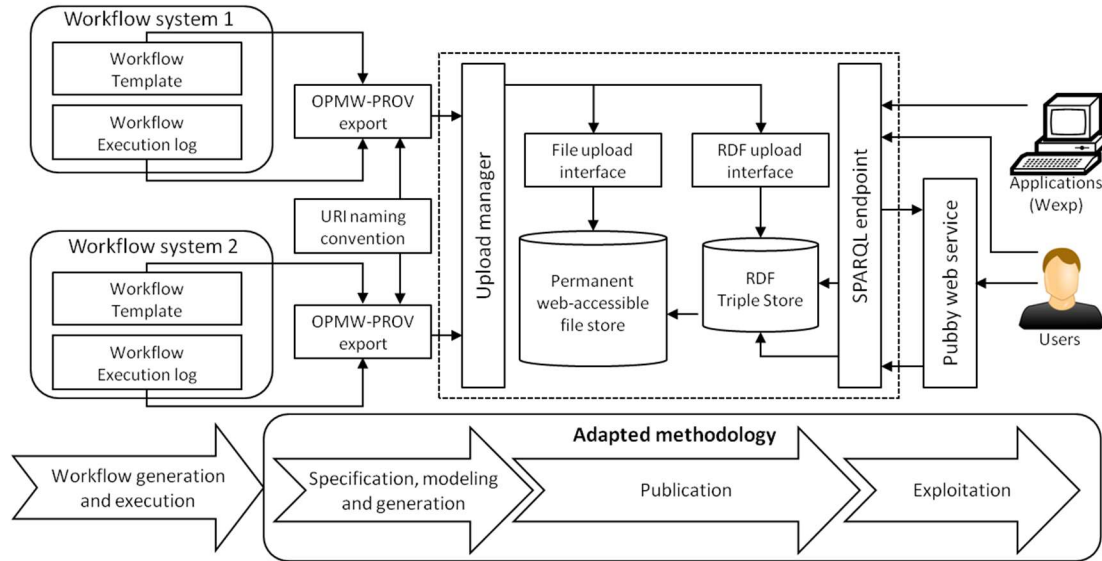 Workflow system 1
Workflow
Template
Workflow
Execution log
OPMW-PROV
export
URI naming
convention
Workflow system 2
Workflow
Template
Workflow
Execution log
OPMW-PROV
export
Upload manager
File upload
interface
RDF upload
interface
Permanent
web-accessible
file store
RDF
Triple Store
SPARQL endpoint
Pubby web service
Applications
(Wexp)
Users
Adapted methodology
Workflow generation
and execution
Specification, modeling
and generation
Publication
Exploitation